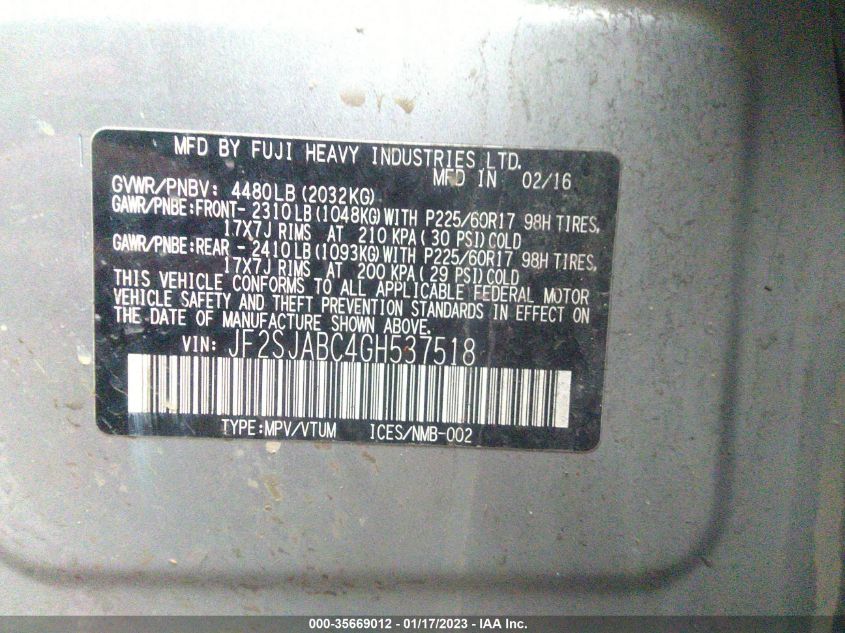 MFD BY FUJI HEAVY INDUSTRIES LTD.
MFD IN 02/16
GVWR/PNBV: 4480LB (2032KG)
GAWR/PNBE:FRONT- 2310LB (1048KG) WITH P225/60R17 98H TIRES,
17X7J RIMS AT 210 KPA ( 30 PSI) COLD
GAWR/PNBE:REAR - 2410LB (1093KG) WITH P225/60R17 98H TIRES,
17X7J RIMS AT 200 KPA ( 29 PSI) COLD
THIS VEHICLE CONFORMS TO ALL APPLICABLE FEDERAL MOTOR
VEHICLE SAFETY AND THEFT PREVENTION STANDARDS IN EFFECT ON
THE DATE OF MANUFACTURE SHOWN ABOVE.
VIN: JF2SJABC4GH537518
TYPE:MPV/VTUM ICES/NMB-002
000-35669012 - 01/17/2023 - IAA Inc.